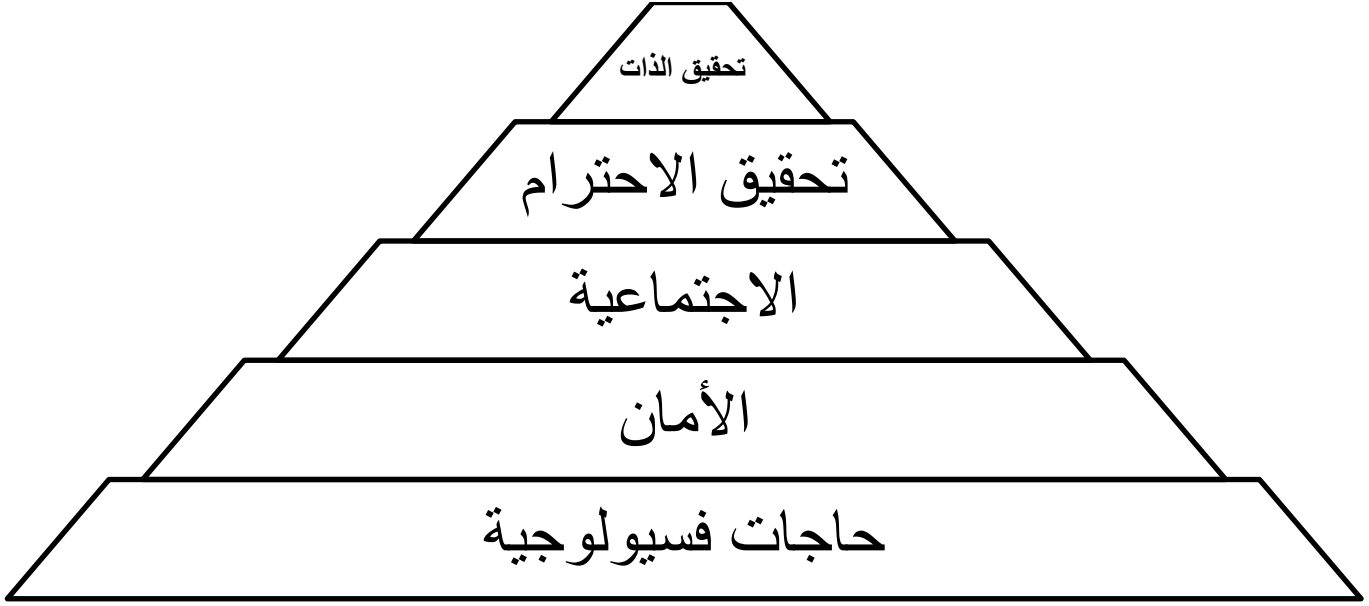 تحقيق الذات
تحقيق الاحترام
الاجتماعية
الأمان
حاجات فسيولوجية